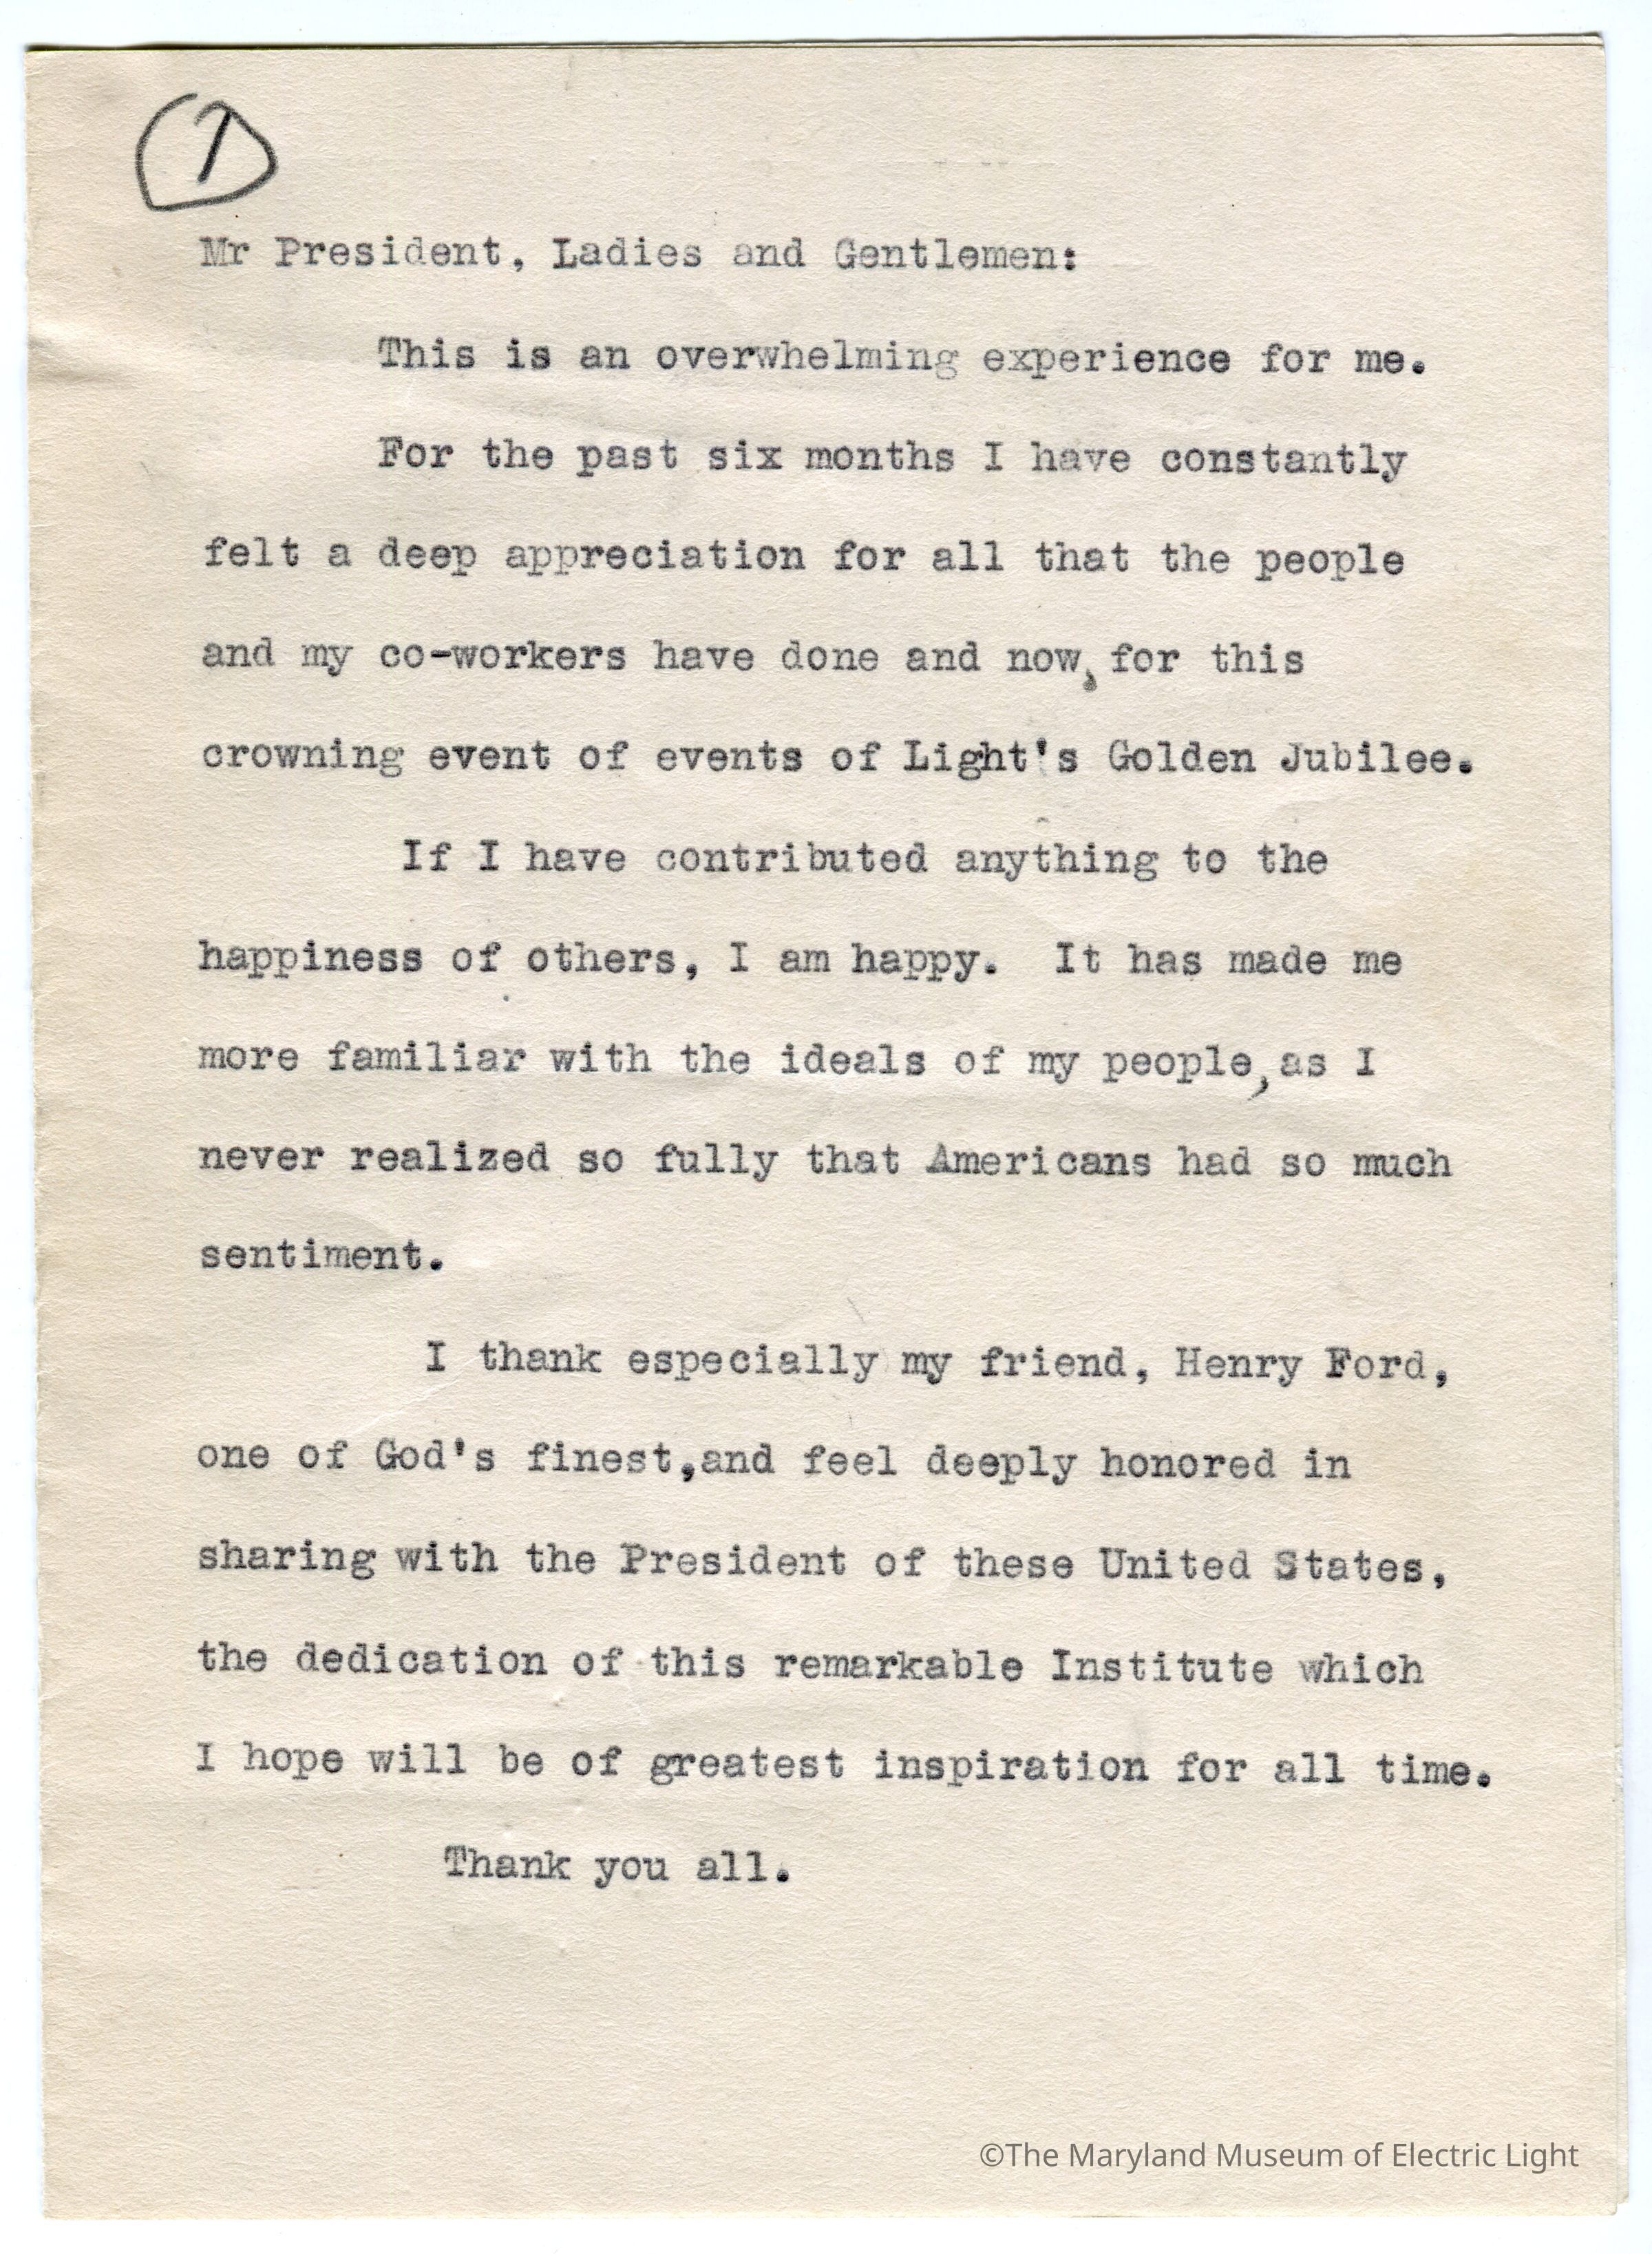 1
Mr President, Ladies and Gentlemen:
This is an overwhelming experience for me.
For the past six months I have constantly
felt a deep appreciation for all that the people
and my co-workers have done and now, for this
crowning event of events of Light's Golden Jubilee.
If I have contributed anything to the
happiness of others, I am happy. It has made me
more familiar with the ideals of my people, as I
never realized so fully that Americans had so much
sentiment.
I thank especially my friend, Henry Ford,
one of God's finest,and feel deeply honored in
sharing with the President of these United States,
the dedication of this remarkable Institute which
I hope will be of greatest inspiration for all time.
Thank you all.
©The Maryland Museum of Electric Light